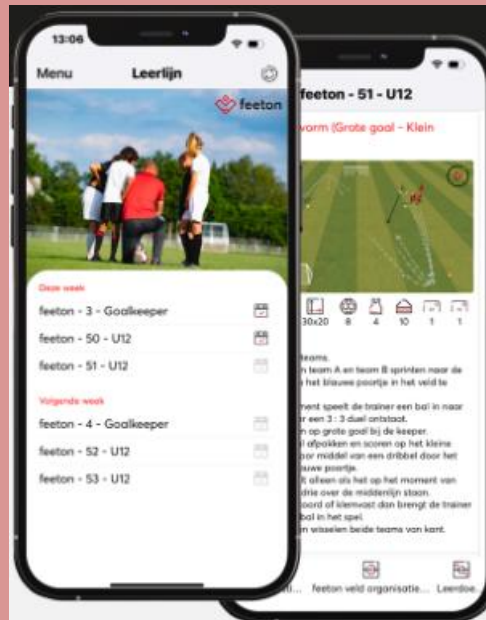 13:06
Menu
Leerlijn
feeton
Deze week
feeton - 3 - Goalkeeper
feeton - 50 - U12
feeton - 51 - U12
Volgende week
feeton - 4 - Goalkeeper
feeton - 52 - U12
feeton - 53 - U12
feeton - 51 - U12
vorm (Grote goal - Klein
30x20 8 4 10 1 1
teams.
team A en team B sprinten naar de
het blauwe poortje in het veld te
ment speelt de trainer een bal in naar
er een 3 : 3 duel ontstaat.
en op grote goal bij de keeper.
afpakken en scoren op het kleine
door middel van een dribbel door het
blauwe poortje.
alleen als het op het moment van
drie over de middenlijn staan.
of klemvast dan brengt de trainer
bal in het spel.
wisselen beide teams van kant.
feeton veld organisatie...
Leerdoe...